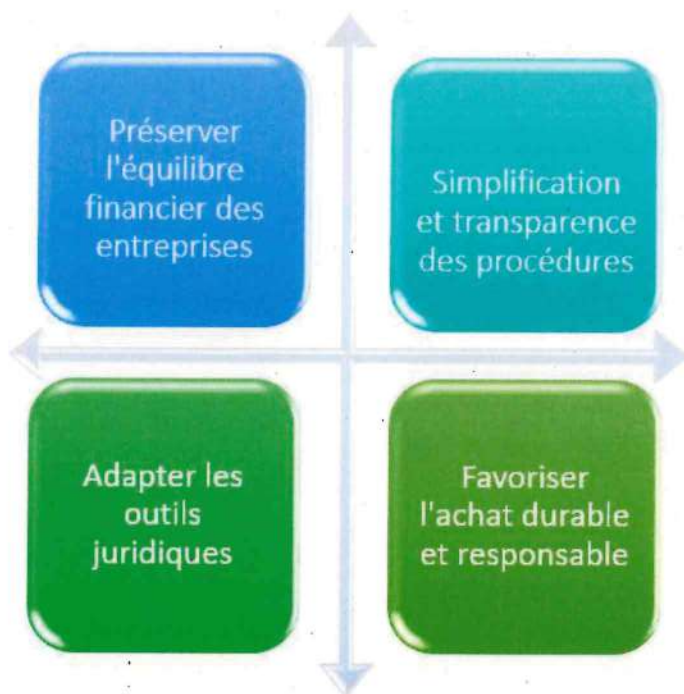 Préserver
l'équilibre
financier des
entreprises
Simplification
et transparence
des procédures
Adapter les
outils
juridiques
Favoriser
l'achat durable
et responsable